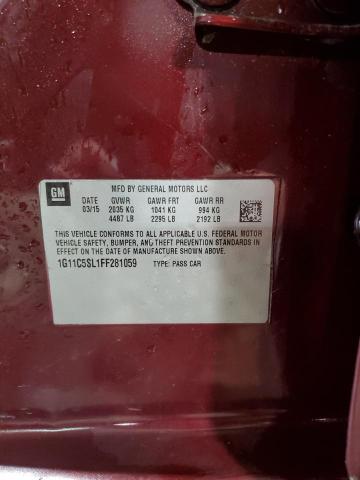 GM
MFD BY GENERAL MOTORS LLC
DATE GVWR GAWR FRT GAWR RR
03/15 2035 KG 1041 KG 994 KG
4487 LB 2295 LB 2192 LB
THIS VEHICLE CONFORMS TO ALL APPLICABLE U.S. FEDERAL MOTOR
VEHICLE SAFETY, BUMPER, AND THEFT PREVENTION STANDARDS
IN EFFECT ON THE DATE OF MANUFACTURE SHOWN ABOVE.
1G11C5SL1FF281059 TYPE: PASS CAR